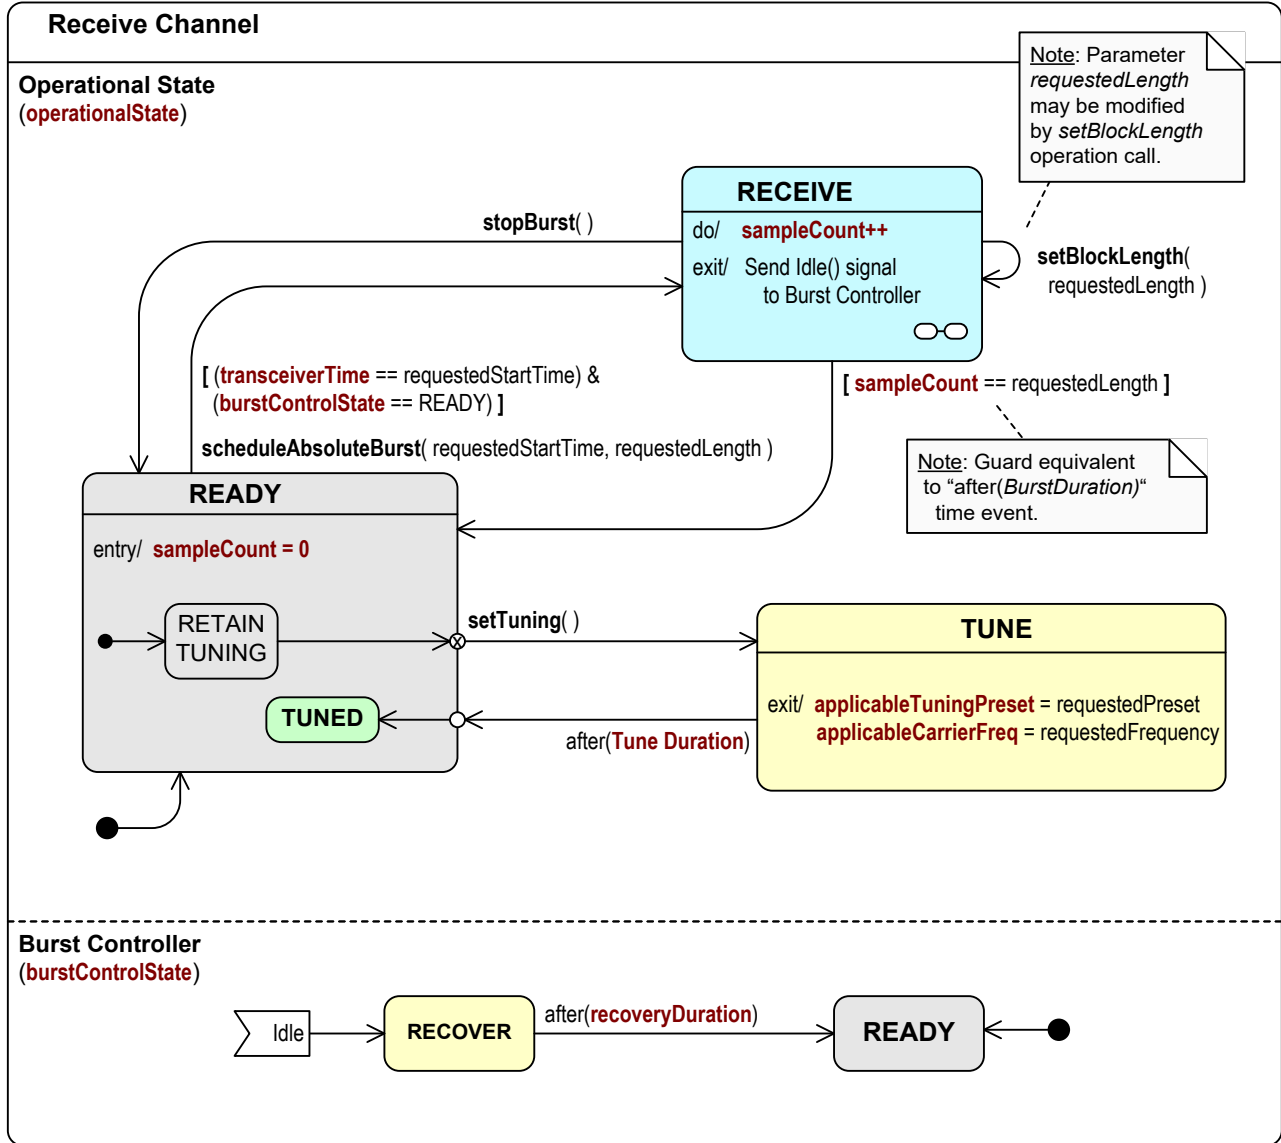 Receive Channel
Note: Parameter
requestedLength
may be modified
by setBlockLength
operation call.
Operational State
(operationalState)
RECEIVE
do/ sampleCount++
exit/ Send Idle() signal
to Burst Controller
stopBurst( )
setBlockLength(
requestedLength )
[ (transceiverTime == requestedStartTime) &
(burstControlState == READY) ]
scheduleAbsoluteBurst( requestedStartTime, requestedLength )
[ sampleCount == requestedLength ]
Note: Guard equivalent
to “after(BurstDuration)“
time event.
READY
entry/ sampleCount = 0
RETAIN
TUNING
X
setTuning( )
TUNE
exit/ applicableTuningPreset = requestedPreset
applicableCarrierFreq = requestedFrequency
TUNED
after(Tune Duration)
Burst Controller
(burstControlState)
Idle
RECOVER
after(recoveryDuration)
READY